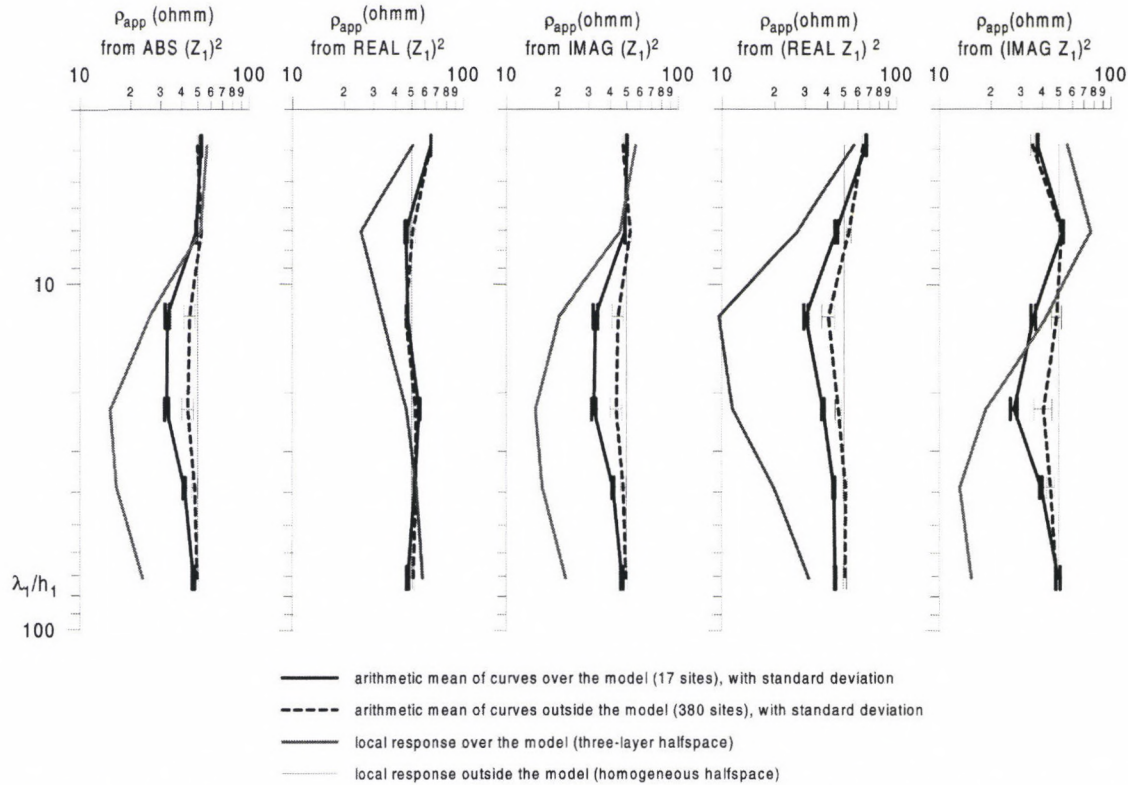 ρapp (ohmm) ρapp (ohmm) ρapp (ohmm) ρapp(ohmm) ρapp(ohmm)
from ABS (Z1)² from REAL (Z1)² from IMAG (Z1)² from (REAL Z1) ² from (IMAG Z1)²
10 100 10 100 10 100 10 100 10 100
2 3 4 5 6 7 8 9 2 3 4 5 6 7 8 9 2 3 4 5 6 7 8 9 2 3 4 5 6 7 8 9 2 3 4 5 6 7 8 9
10
λ1/h1
100
arithmetic mean of curves over the model (17 sites), with standard deviation
arithmetic mean of curves outside the model (380 sites), with standard deviation
local response over the model (three-layer halfspace)
local response outside the model (homogeneous halfspace)